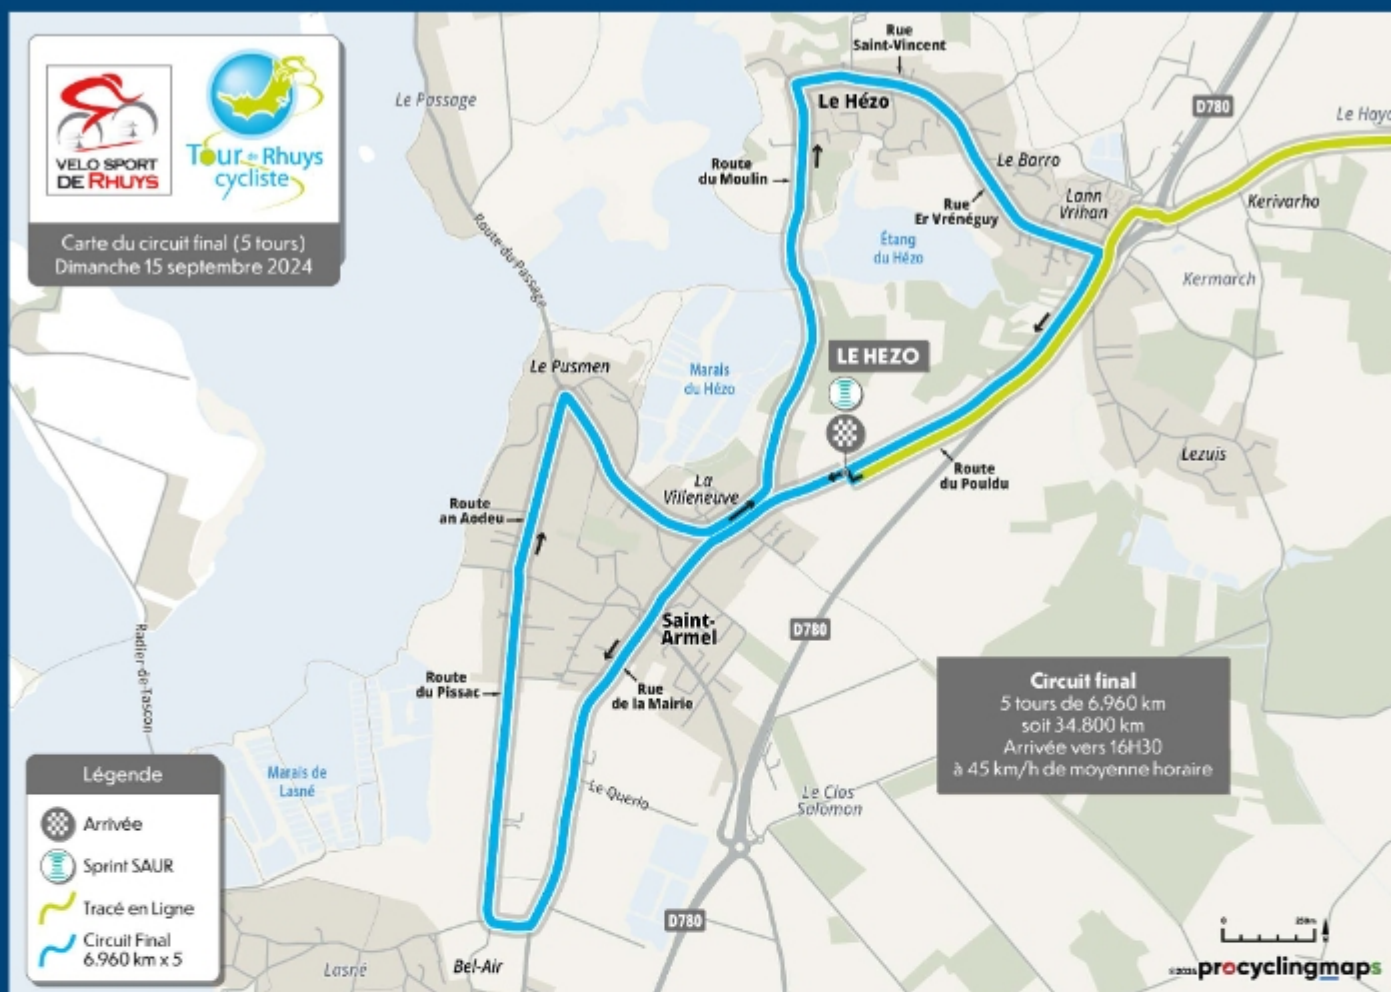 VELO SPORT
DE RHUYS
Tour de Rhuys
cycliste
Carte du circuit final (5 tours)
Dimanche 15 septembre 2024
Le Passage
Route du Passage
Rue
Saint-Vincent
Le Hézo
D780
Route
du Moulin
Le Barro
Lann
Vrihan
Rue
Er Vrénéguy
Kerivarho
Étang
du Hézo
Kermarch
LE HEZO
Le Pusmen
Marais
du Hézo
La
Villeneuve
Lezuis
Route
du Pouldu
Route
an Aodeu
Saint-
Armel
D780
Radier-de-Tascon
Route
du Pissac
Rue
de la Mairie
Circuit final
5 tours de 6.960 km
soit 34.800 km
Arrivée vers 16H30
à 45 km/h de moyenne horaire
Marais de
Lasné
Le Querlo
Le Clos
Salomon
Légende
Arrivée
Sprint SAUR
Tracé en Ligne
Circuit Final
6.960 km x 5
D780
Lasné
Bel-Air
0
©2024 procyclingmaps